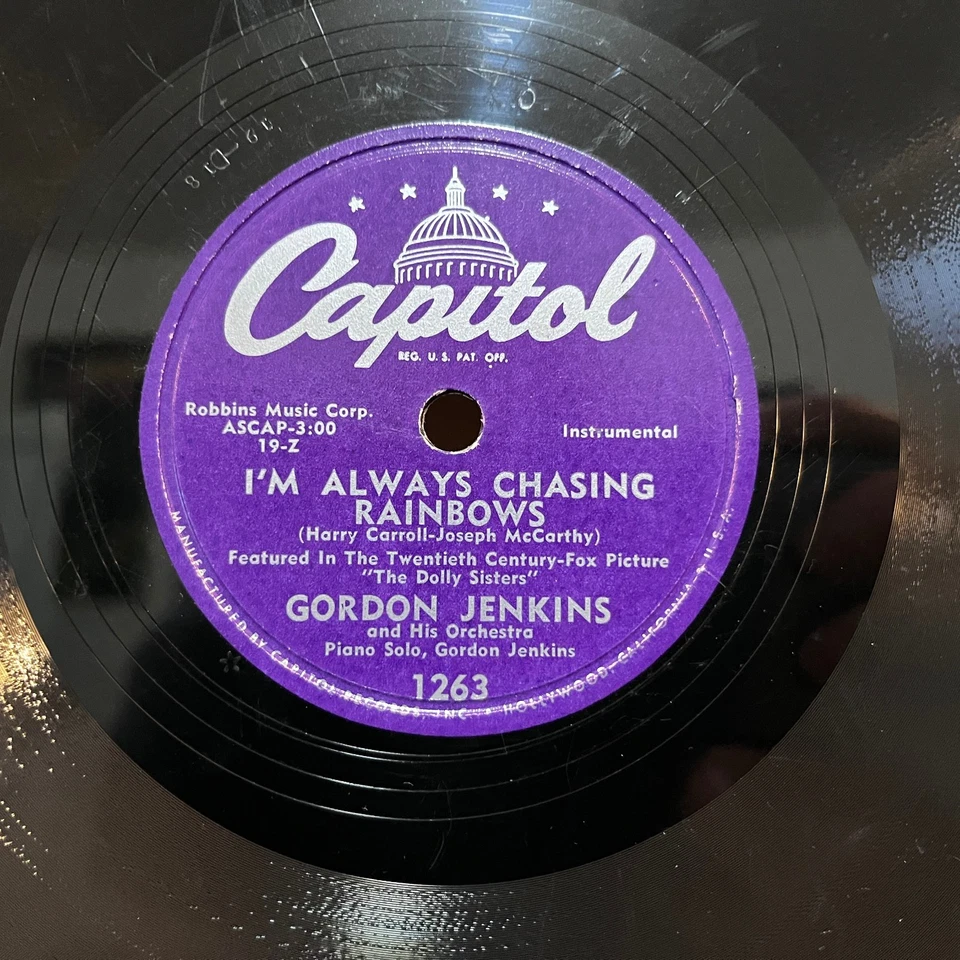 Capitol
REG. U.S. PAT. OFF.
Robbins Music Corp.
ASCAP-3:00
19-Z
Instrumental
I'M ALWAYS CHASING
RAINBOWS
(Harry Carroll-Joseph McCarthy)
Featured In The Twentieth Century-Fox Picture
"The Dolly Sisters"
GORDON JENKINS
and His Orchestra
Piano Solo, Gordon Jenkins
1263
MANUFACTURED BY CAPITOL RECORDS, INC. HOLLYWOOD, CALIFORNIA U.S.A.